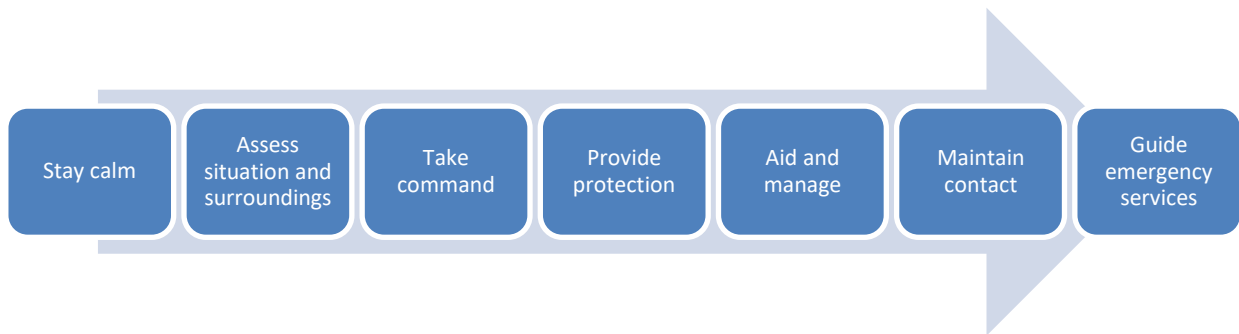 Stay calm
Assess
situation and
surroundings
Take
command
Provide
protection
Aid and
manage
Maintain
contact
Guide
emergency
services